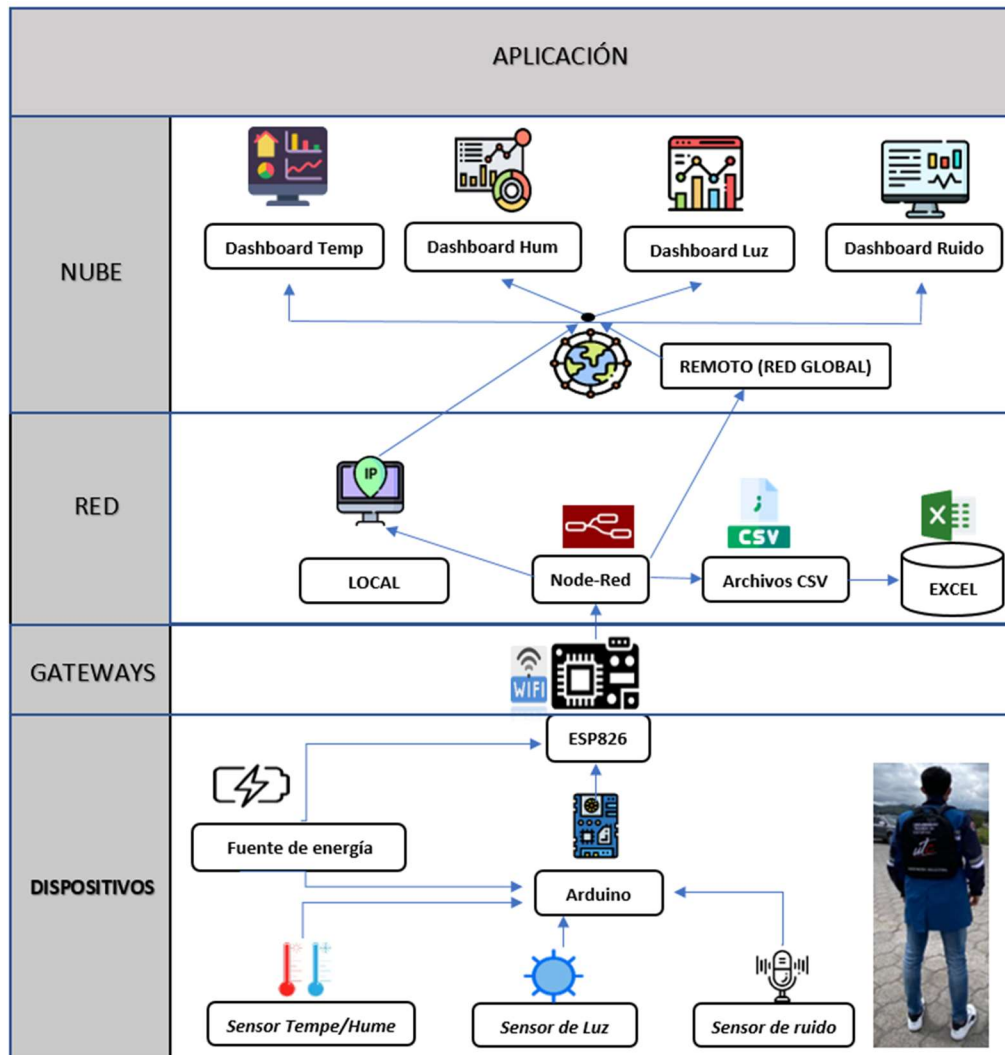 APLICACIÓN
NUBE
Dashboard Temp
Dashboard Hum
Dashboard Luz
Dashboard Ruido
REMOTO (RED GLOBAL)
RED
IP
LOCAL
Node-Red
;
CSV
Archivos CSV
X
EXCEL
GATEWAYS
WIFI
ESP826
DISPOSITIVOS
Fuente de energía
Arduino
Sensor Tempe/Hume
Sensor de Luz
Sensor de ruido